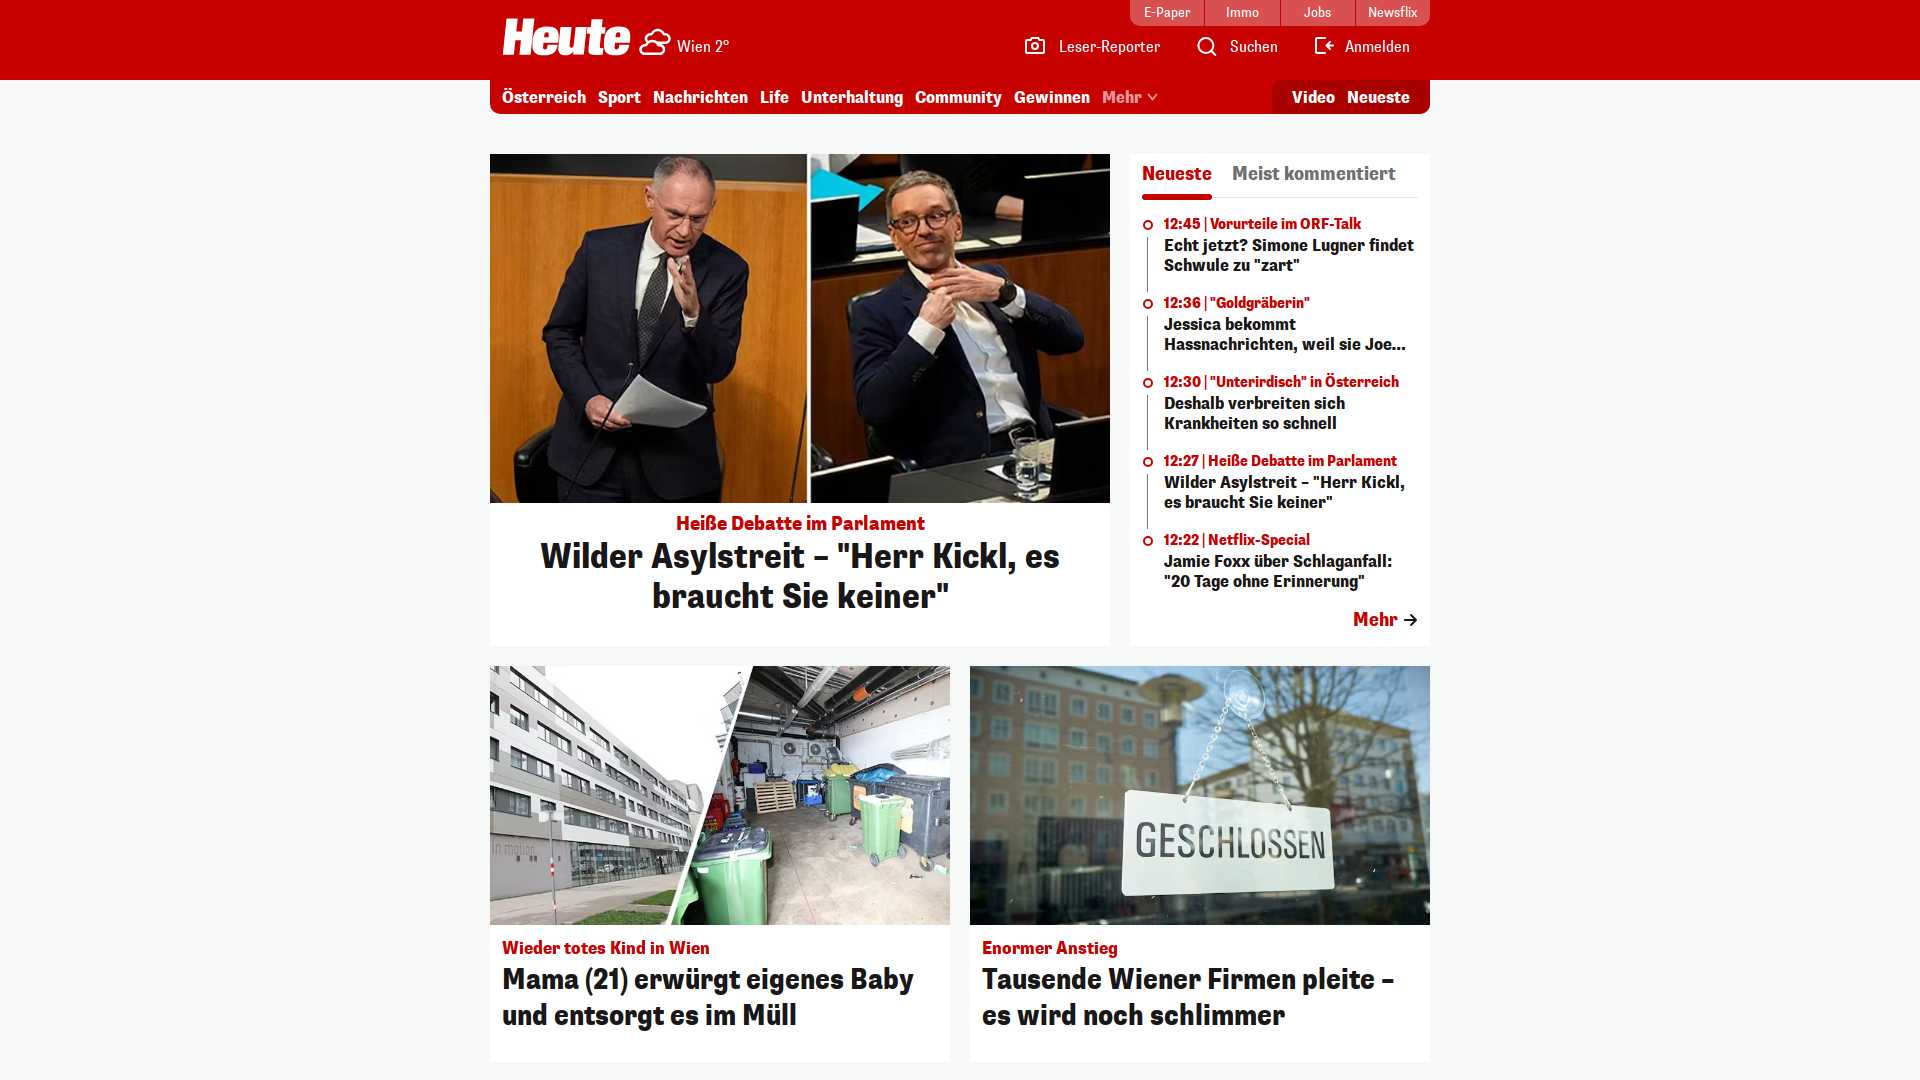 E-Paper
Immo
Jobs
Newsflix
Heute
Wien 2°
Leser-Reporter
Suchen
Anmelden
Österreich
Sport
Nachrichten
Life
Unterhaltung
Community
Gewinnen
Mehr
Video
Neueste
Heiße Debatte im Parlament
Wilder Asylstreit – "Herr Kickl, es
braucht Sie keiner"
Neueste
Meist kommentiert
12:45 | Vorurteile im ORF-Talk
Echt jetzt? Simone Lugner findet
Schwule zu "zart"
12:36 | "Goldgräberin"
Jessica bekommt
Hassnachrichten, weil sie Joe...
12:30 | "Unterirdisch" in Österreich
Deshalb verbreiten sich
Krankheiten so schnell
12:27 | Heiße Debatte im Parlament
Wilder Asylstreit – "Herr Kickl,
es braucht Sie keiner"
12:22 | Netflix-Special
Jamie Foxx über Schlaganfall:
"20 Tage ohne Erinnerung"
Mehr
in motion
Wieder totes Kind in Wien
Mama (21) erwürgt eigenes Baby
und entsorgt es im Müll
GESCHLOSSEN
Enormer Anstieg
Tausende Wiener Firmen pleite –
es wird noch schlimmer